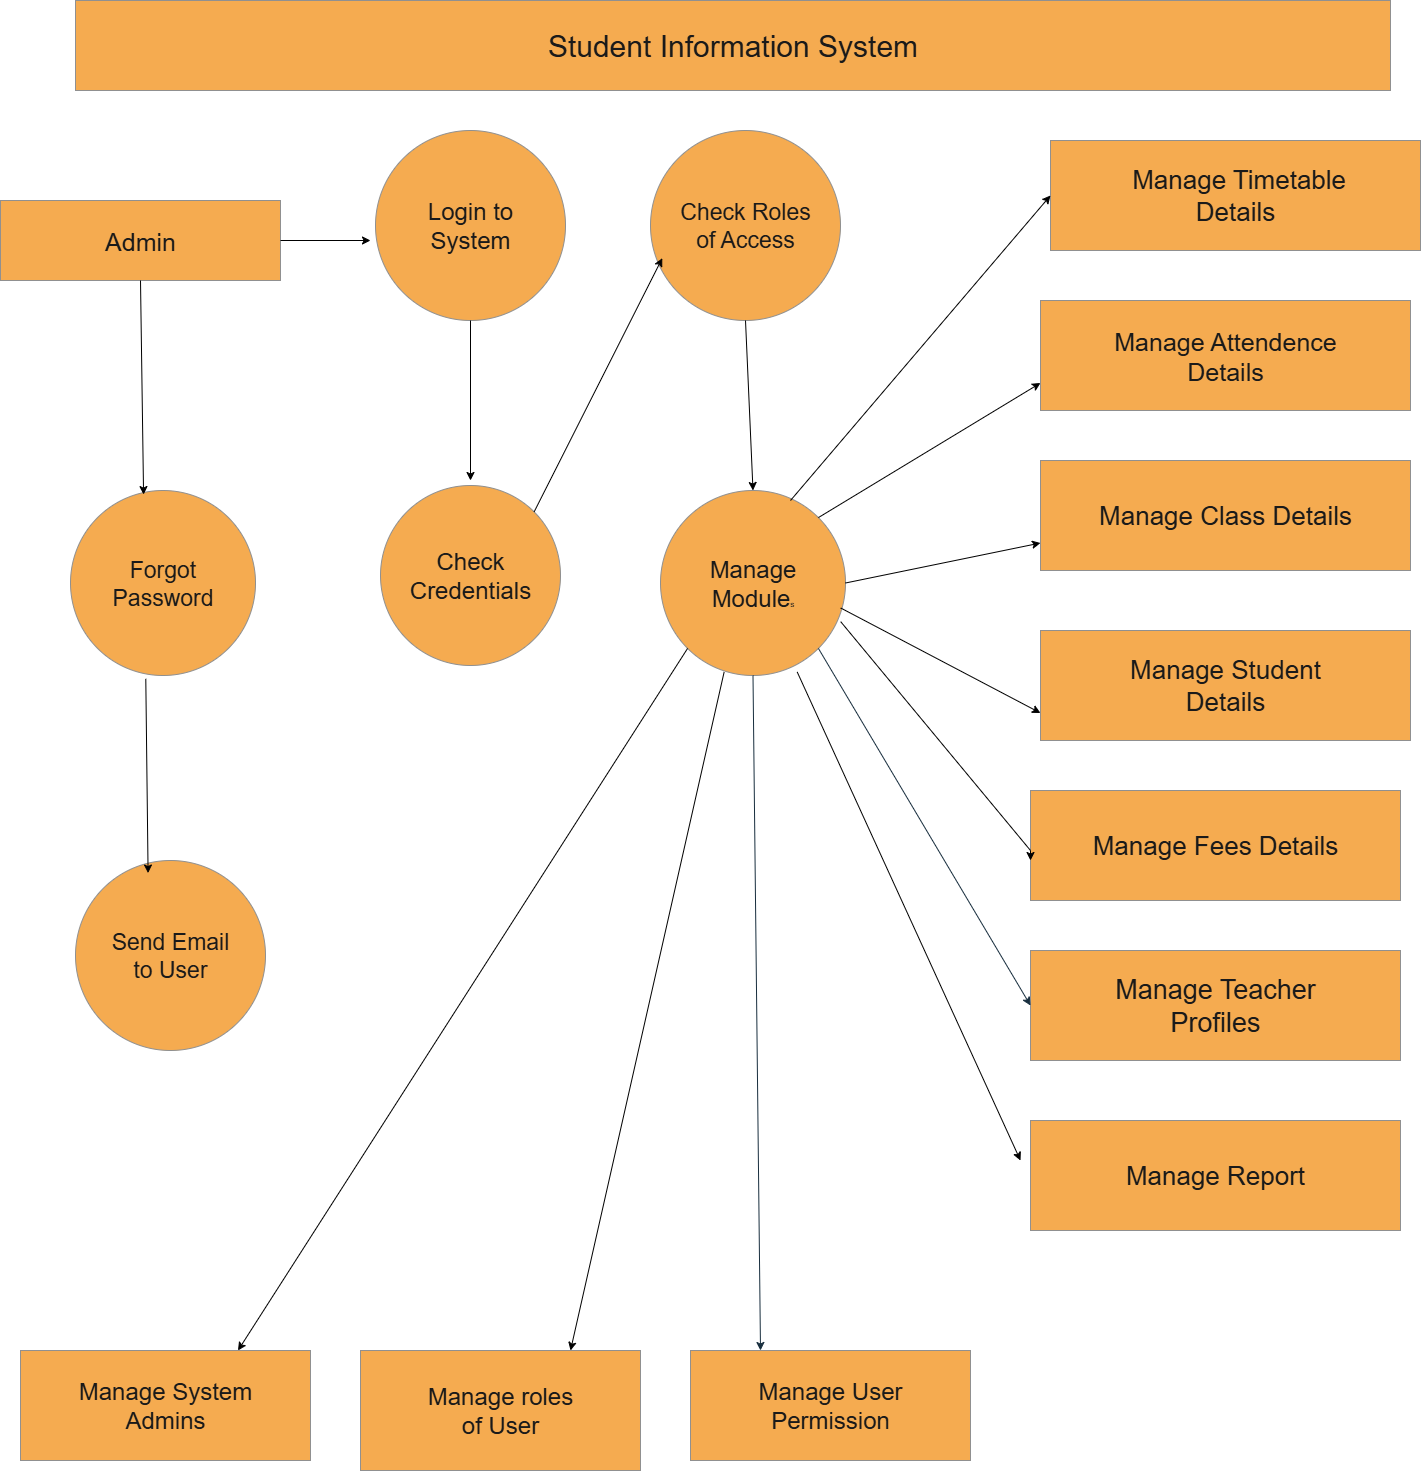 Student Information System
Admin
Login to
System
Check Roles
of Access
Manage Timetable
Details
Manage Attendence
Details
Forgot
Password
Check
Credentials
Manage
Modules
Manage Class Details
Manage Student
Details
Manage Fees Details
Send Email
to User
Manage Teacher
Profiles
Manage Report
Manage System
Admins
Manage roles
of User
Manage User
Permission